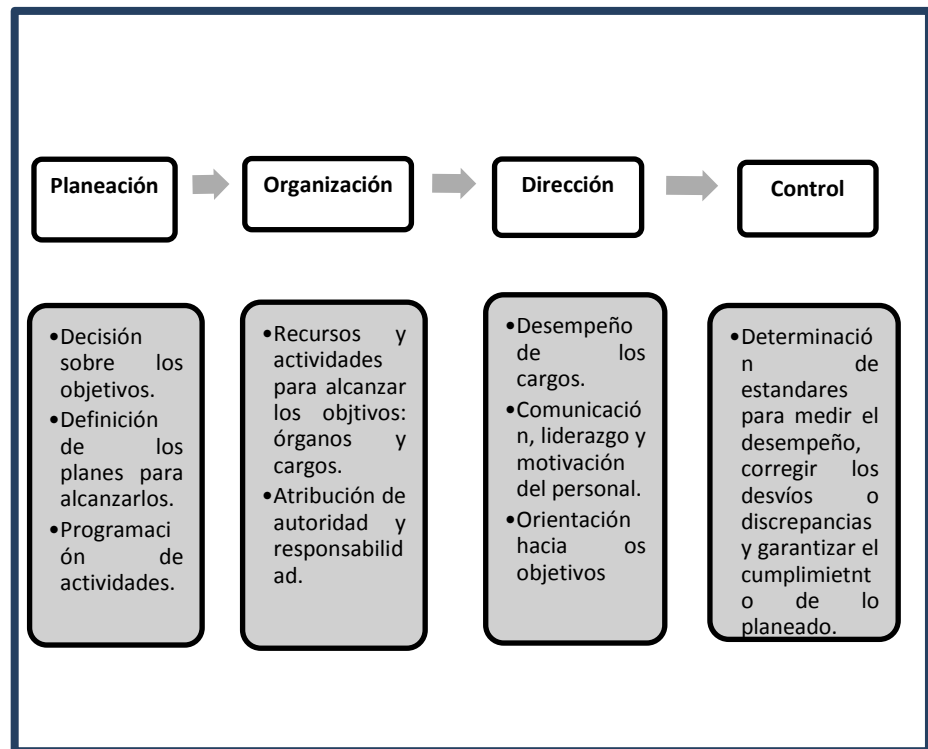 Planeación
Organización
Dirección
Control
•Decisión
sobre los
objetivos.
•Definición
de los
planes para
alcanzarlos.
•Programaci
ón de
actividades.
•Recursos y
actividades
para alcanzar
los objtivos:
órganos y
cargos.
•Atribución de
autoridad y
responsabilid
ad.
•Desempeño
de los
cargos.
•Comunicació
n, liderazgo y
motivación
del personal.
•Orientación
hacia os
objetivos
•Determinació
n de
estandares
para medir el
desempeño,
corregir los
desvíos o
discrepancias
y garantizar el
cumplimietnt
o de lo
planeado.